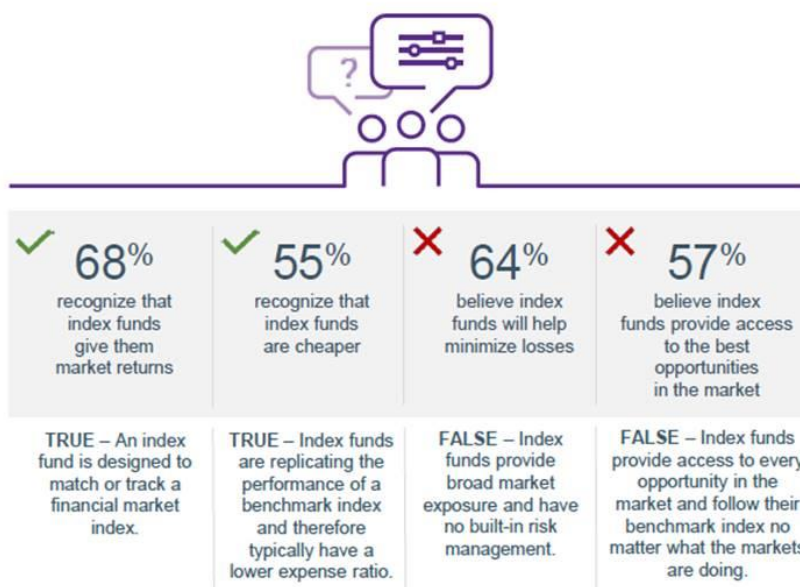 ?
68%
recognize that
index funds
give them
market returns
55%
recognize that
index funds
are cheaper
64%
believe index
funds will help
minimize losses
57%
believe index
funds provide access
to the best
opportunities
in the market
TRUE – An index
fund is designed to
match or track a
financial market
index.
TRUE – Index funds
are replicating the
performance of a
benchmark index
and therefore
typically have a
lower expense ratio.
FALSE – Index
funds provide
broad market
exposure and have
no built-in risk
management.
FALSE – Index funds
provide access to every
opportunity in the
market and follow their
benchmark index no
matter what the markets
are doing.